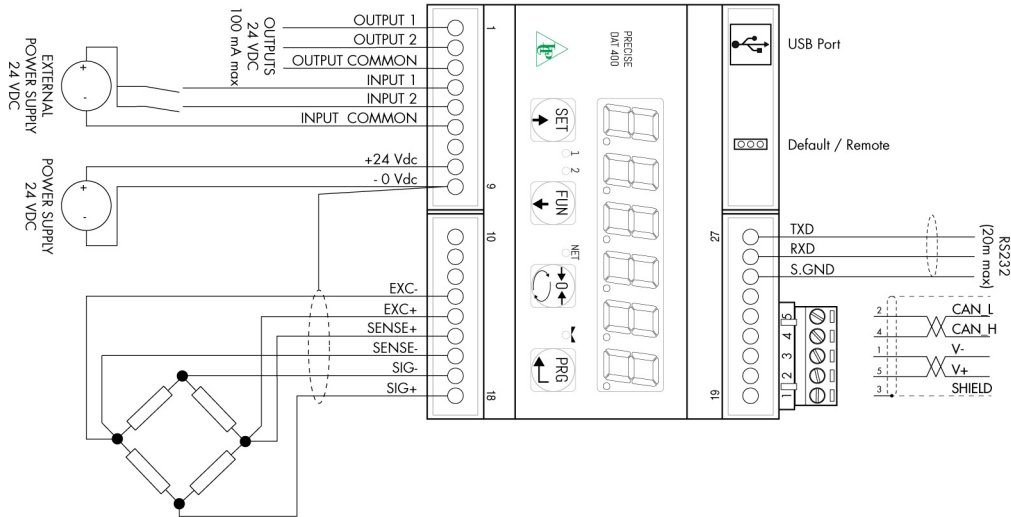 OUTPUT 1
OUTPUT 2
OUTPUT COMMON
INPUT 1
INPUT 2
INPUT COMMON
+24 Vdc
- 0 Vdc
OUTPUTS
24 VDC
100 mA max
EXTERNAL
POWER SUPPLY
24 VDC
+
-
POWER SUPPLY
24 VDC
+
-
EXC-
EXC+
SENSE+
SENSE-
SIG-
SIG+
1
9
10
18
PRECISE
DAT 400
SET
1
2
FUN
NET
0
PRG
27
19
USB Port
Default / Remote
TXD
RXD
S.GND
RS232
(20m max)
5
4
3
2
1
2 CAN_L
4 CAN_H
1 V-
5 V+
3 SHIELD